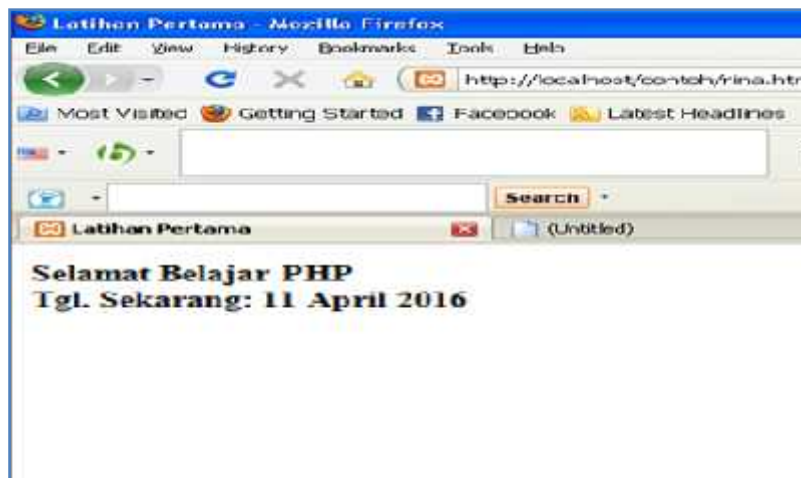 Latihan Pertama - Mozilla Firefox
File Edit View History Bookmarks Tools Help
http://localhost/contoh/rina.htm
Most Visited Getting Started Facebook Latest Headlines
Search
Latihan Pertama (Untitled)
Selamat Belajar PHP
Tgl. Sekarang: 11 April 2016